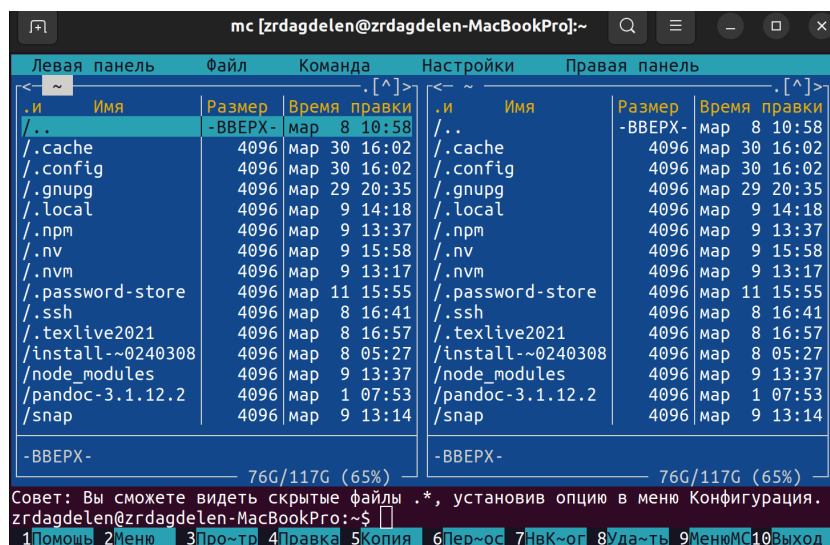 mc [zrdagdelen@zrdagdelen-MacBookPro]:~
Левая панель Файл Команда Настройки Правая панель
<─ ~ .[^]> <─ ~ .[^]>
.и Имя Размер Время правки .и Имя Размер Время правки
/.. -ВВЕРХ- мар 8 10:58 /.. -ВВЕРХ- мар 8 10:58
/.cache 4096 мар 30 16:02 /.cache 4096 мар 30 16:02
/.config 4096 мар 30 16:02 /.config 4096 мар 30 16:02
/.gnupg 4096 мар 29 20:35 /.gnupg 4096 мар 29 20:35
/.local 4096 мар 9 14:18 /.local 4096 мар 9 14:18
/.npm 4096 мар 9 13:37 /.npm 4096 мар 9 13:37
/.nv 4096 мар 9 15:58 /.nv 4096 мар 9 15:58
/.nvm 4096 мар 9 13:17 /.nvm 4096 мар 9 13:17
/.password-store 4096 мар 11 15:55 /.password-store 4096 мар 11 15:55
/.ssh 4096 мар 8 16:41 /.ssh 4096 мар 8 16:41
/.texlive2021 4096 мар 8 16:57 /.texlive2021 4096 мар 8 16:57
/install-~0240308 4096 мар 8 05:27 /install-~0240308 4096 мар 8 05:27
/node_modules 4096 мар 9 13:37 /node_modules 4096 мар 9 13:37
/pandoc-3.1.12.2 4096 мар 1 07:53 /pandoc-3.1.12.2 4096 мар 1 07:53
/snap 4096 мар 9 13:14 /snap 4096 мар 9 13:14
-ВВЕРХ- -ВВЕРХ-
76G/117G (65%) 76G/117G (65%)
Совет: Вы сможете видеть скрытые файлы .*, установив опцию в меню Конфигурация.
zrdagdelen@zrdagdelen-MacBookPro:~$
1Помощь 2Меню 3Про~тр 4Правка 5Копия 6Пер~ос 7НвК~ог 8Уда~ть 9МенюМС 10Выход